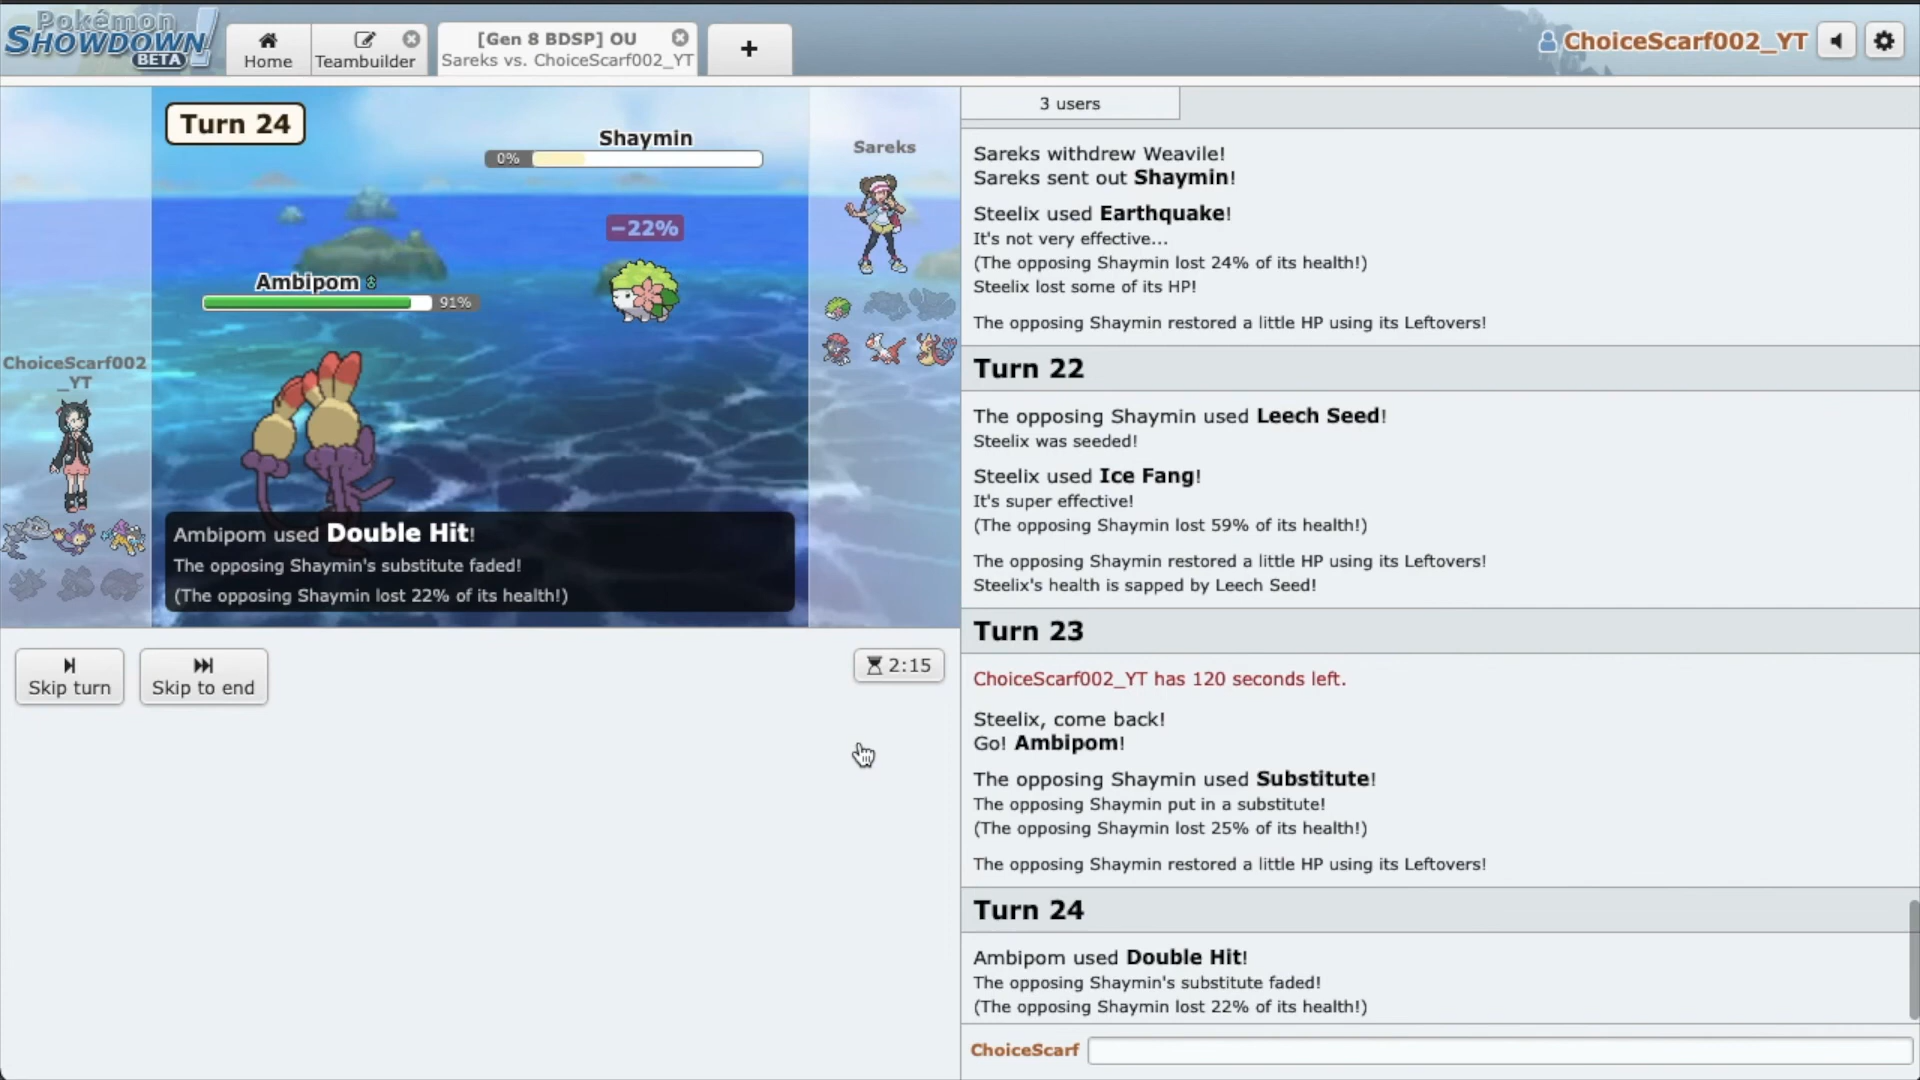 Pokémon
SHOWDOWN!
BETA
Home
Teambuilder
[Gen 8 BDSP] OU
Sareks vs. ChoiceScarf002_YT
+
ChoiceScarf002_YT
Turn 24
Shaymin
0%
−22%
Ambipom
91%
Sareks
ChoiceScarf002
_YT
Ambipom used Double Hit!
The opposing Shaymin's substitute faded!
(The opposing Shaymin lost 22% of its health!)
Skip turn
Skip to end
2:15
3 users
Sareks withdrew Weavile!
Sareks sent out Shaymin!
Steelix used Earthquake!
It's not very effective...
(The opposing Shaymin lost 24% of its health!)
Steelix lost some of its HP!
The opposing Shaymin restored a little HP using its Leftovers!
Turn 22
The opposing Shaymin used Leech Seed!
Steelix was seeded!
Steelix used Ice Fang!
It's super effective!
(The opposing Shaymin lost 59% of its health!)
The opposing Shaymin restored a little HP using its Leftovers!
Steelix's health is sapped by Leech Seed!
Turn 23
ChoiceScarf002_YT has 120 seconds left.
Steelix, come back!
Go! Ambipom!
The opposing Shaymin used Substitute!
The opposing Shaymin put in a substitute!
(The opposing Shaymin lost 25% of its health!)
The opposing Shaymin restored a little HP using its Leftovers!
Turn 24
Ambipom used Double Hit!
The opposing Shaymin's substitute faded!
(The opposing Shaymin lost 22% of its health!)
ChoiceScarf